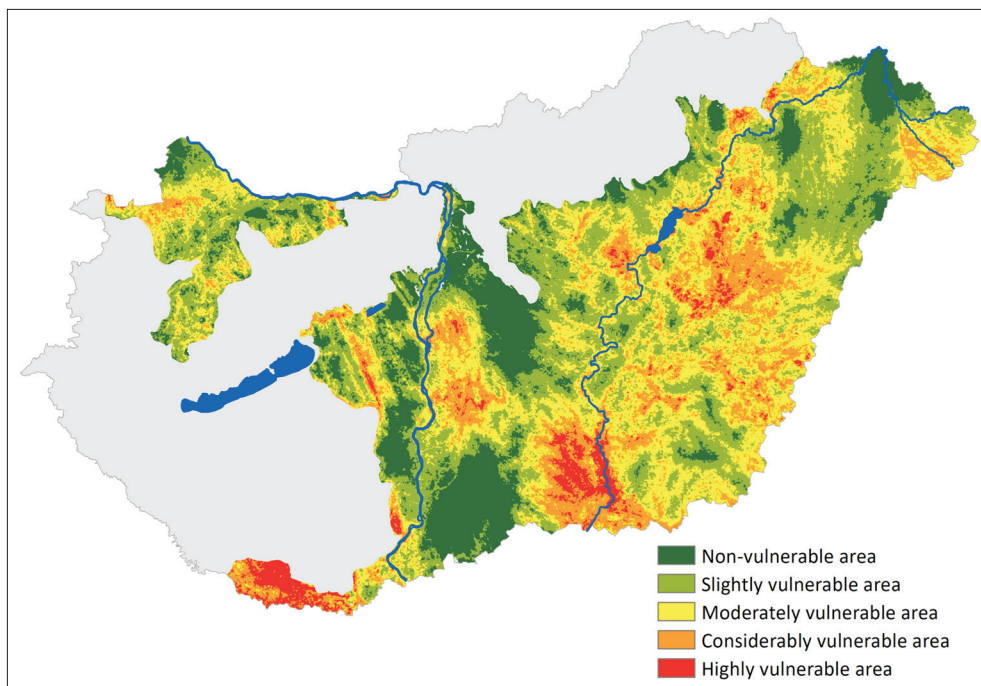 Non-vulnerable area
Slightly vulnerable area
Moderately vulnerable area
Considerably vulnerable area
Highly vulnerable area